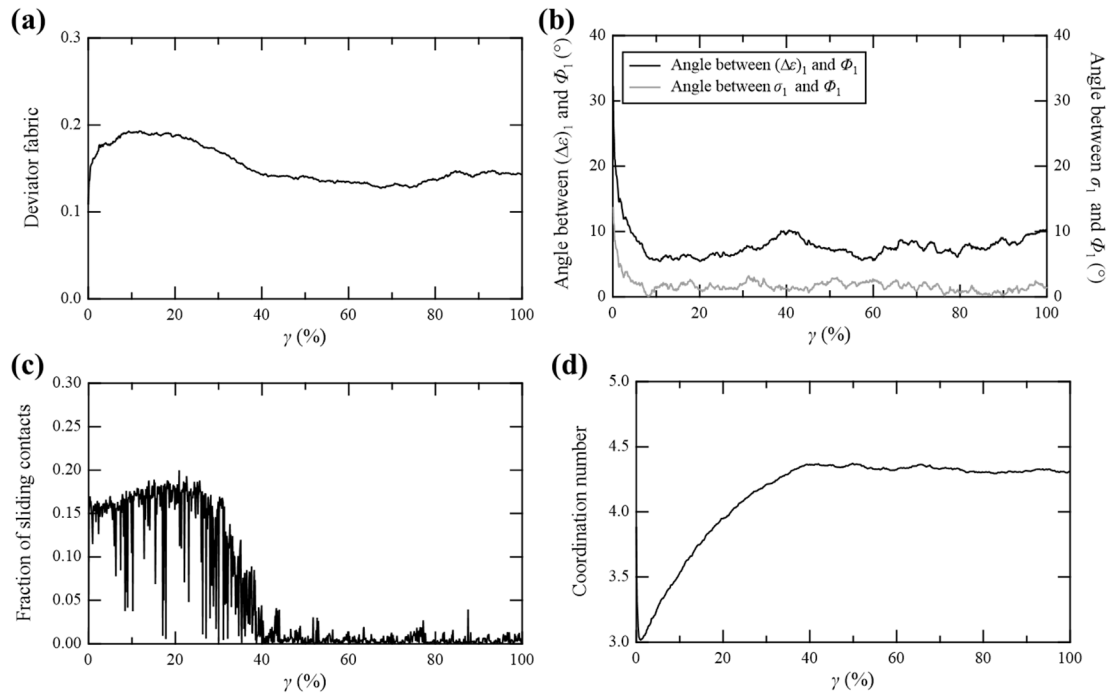 (a)
0.3
0.2
0.1
0.0
Deviator fabric
0 20 40 60 80 100
γ (%)
(b)
40 40
30 30
20 20
10 10
0 0
Angle between (Δε)₁ and Φ₁ (°)
Angle between (Δε)₁ and Φ₁
Angle between σ₁ and Φ₁
Angle between σ₁ and Φ₁ (°)
0 20 40 60 80 100
γ (%)
(c)
0.30
0.25
0.20
0.15
0.10
0.05
0.00
Fraction of sliding contacts
0 20 40 60 80 100
γ (%)
(d)
5.0
4.5
4.0
3.5
3.0
Coordination number
0 20 40 60 80 100
γ (%)